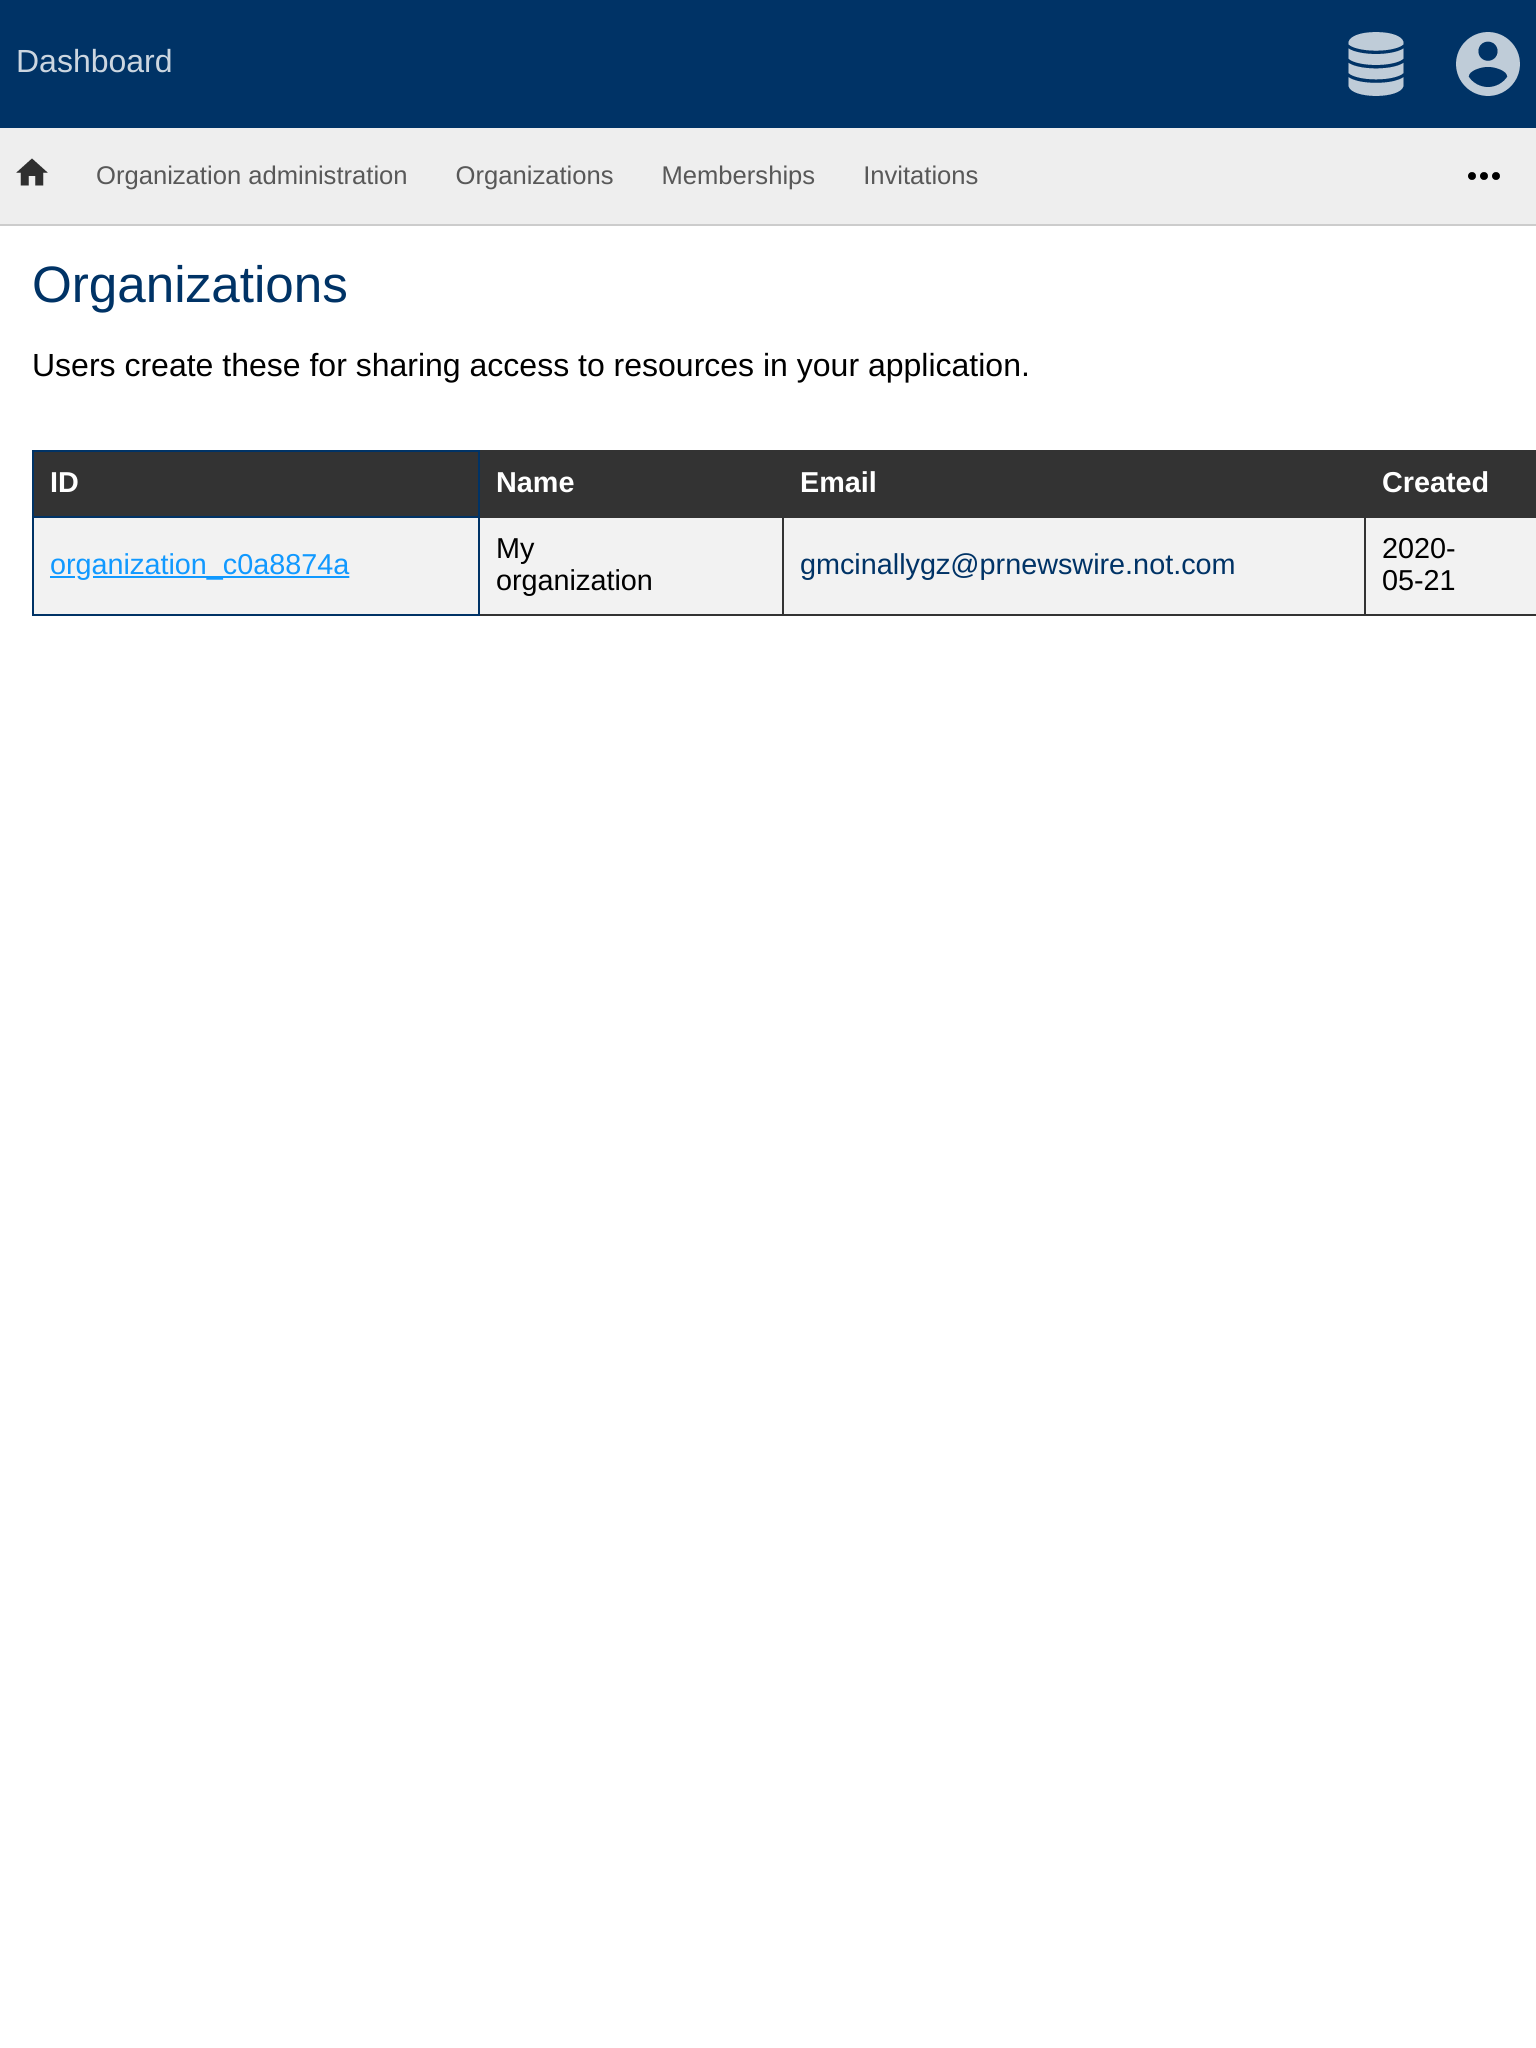 Dashboard
Organization administration Organizations Memberships Invitations
Organizations
Users create these for sharing access to resources in your application.
ID Name Email Created
organization_c0a8874a My organization gmcinallygz@prnewswire.not.com 2020-05-21